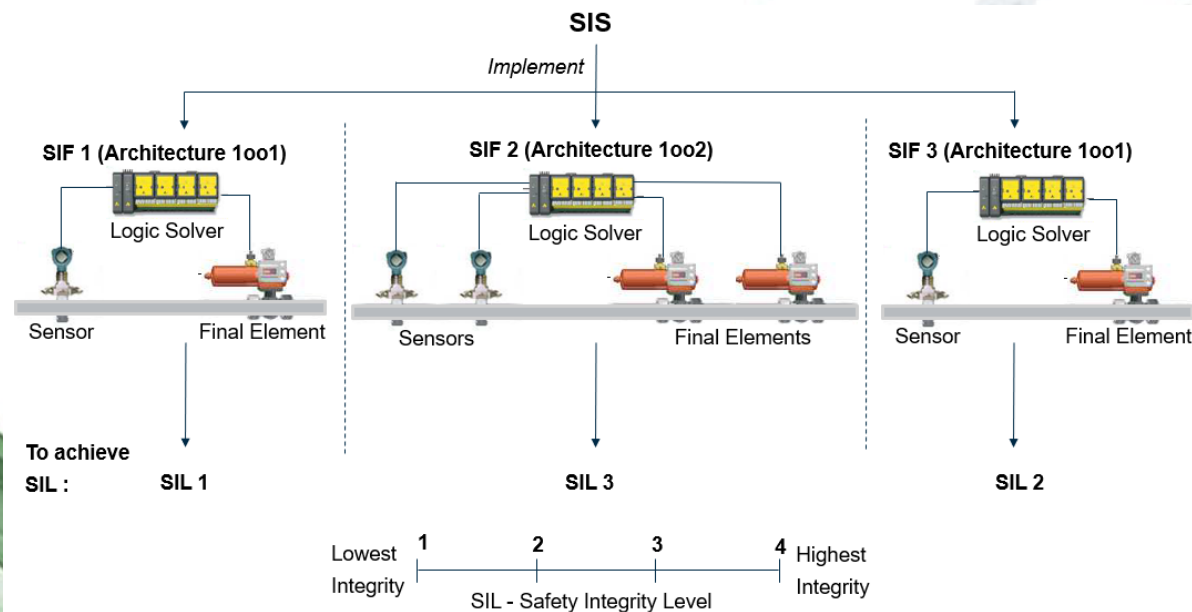 SIS
Implement
SIF 1 (Architecture 1oo1)
SIF 2 (Architecture 1oo2)
SIF 3 (Architecture 1oo1)
Logic Solver
Logic Solver
Logic Solver
Sensor
Final Element
Sensors
Final Elements
Sensor
Final Element
To achieve
SIL :
SIL 1
SIL 3
SIL 2
Lowest
Integrity
1
2
3
4
Highest
Integrity
SIL - Safety Integrity Level